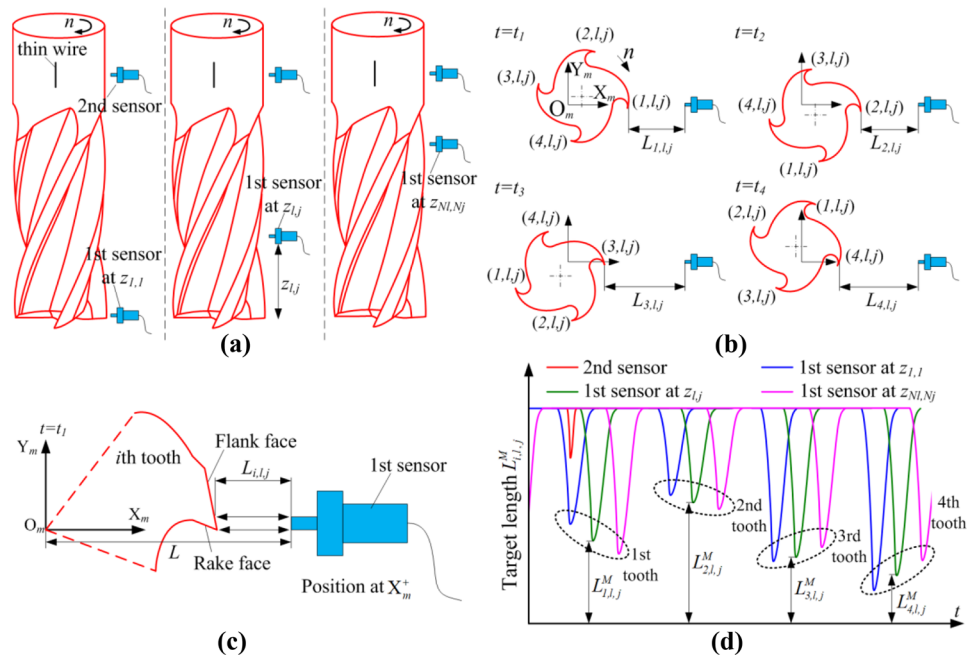 n
thin wire
2nd sensor
1st sensor
at z1,1
n
1st sensor
at zl,j
zl,j
n
1st sensor
at zNl,Nj
(a)
t=t1
(2,l,j)
n
(3,l,j)
Ym
Xm
Om
(1,l,j)
(4,l,j)
L1,l,j
t=t2
(3,l,j)
(4,l,j)
(2,l,j)
(1,l,j)
L2,l,j
t=t3
(4,l,j)
(3,l,j)
(1,l,j)
(2,l,j)
L3,l,j
t=t4
(1,l,j)
(2,l,j)
(4,l,j)
(3,l,j)
L4,l,j
(b)
t=t1
Ym
ith tooth
Flank face
Li,l,j
1st sensor
Om
Xm
L
Rake face
Position at X+m
(c)
2nd sensor
1st sensor at z1,1
1st sensor at zl,j
1st sensor at zNl,Nj
Target length LMi,l,j
1st
tooth
2nd
tooth
3rd
tooth
4th
tooth
LM1,l,j
LM2,l,j
LM3,l,j
LM4,l,j
t
(d)